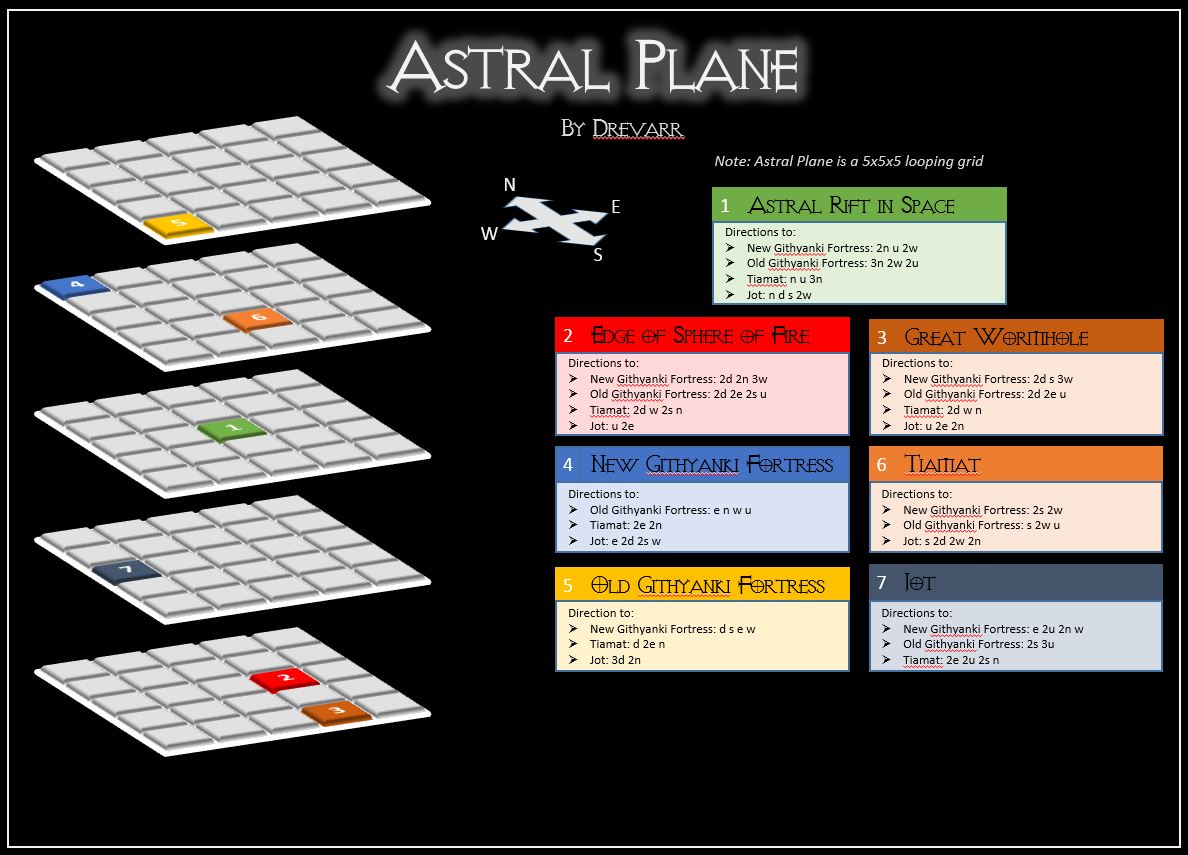 Astral Plane
By Drevarr
Note: Astral Plane is a 5x5x5 looping grid
N
E
W
S
5
4
6
1
7
2
3
1 Astral Rift in Space
Directions to:
➢ New Githyanki Fortress: 2n u 2w
➢ Old Githyanki Fortress: 3n 2w 2u
➢ Tiamat: n u 3n
➢ Jot: n d s 2w
2 Edge of Sphere of Fire
Directions to:
➢ New Githyanki Fortress: 2d 2n 3w
➢ Old Githyanki Fortress: 2d 2e 2s u
➢ Tiamat: 2d w 2s n
➢ Jot: u 2e
3 Great Wormhole
Directions to:
➢ New Githyanki Fortress: 2d s 3w
➢ Old Githyanki Fortress: 2d 2e u
➢ Tiamat: 2d w n
➢ Jot: u 2e 2n
4 New Githyanki Fortress
Directions to:
➢ Old Githyanki Fortress: e n w u
➢ Tiamat: 2e 2n
➢ Jot: e 2d 2s w
6 Tiamat
Directions to:
➢ New Githyanki Fortress: 2s 2w
➢ Old Githyanki Fortress: s 2w u
➢ Jot: s 2d 2w 2n
5 Old Githyanki Fortress
Direction to:
➢ New Githyanki Fortress: d s e w
➢ Tiamat: d 2e n
➢ Jot: 3d 2n
7 Jot
Directions to:
➢ New Githyanki Fortress: e 2u 2n w
➢ Old Githyanki Fortress: 2s 3u
➢ Tiamat: 2e 2u 2s n